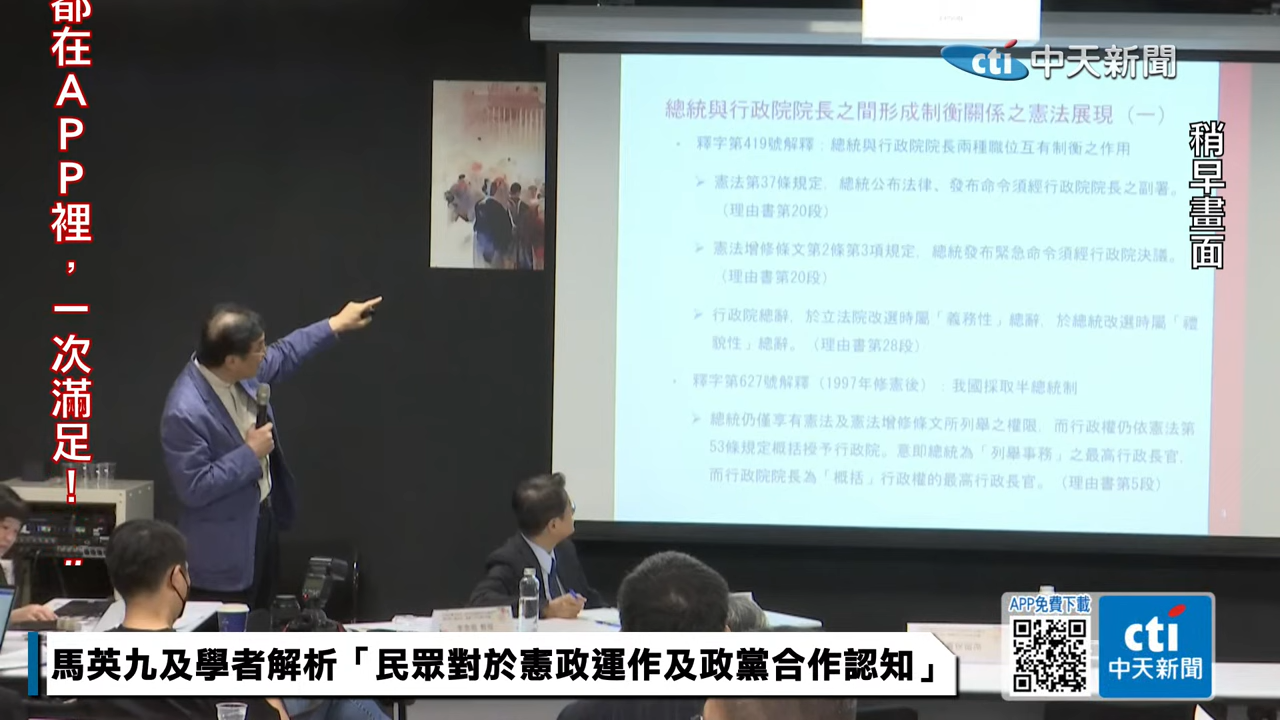 都在APP裡，一次滿足！
cti 中天新聞
稍早畫面
總統與行政院院長之間形成制衡關係之憲法展現（一）
• 釋字第419號解釋：總統與行政院院長兩種職位互有制衡之作用
➢ 憲法第37條規定，總統公布法律、發布命令須經行政院院長之副署。
（理由書第20段）
➢ 憲法增修條文第2條第3項規定，總統發布緊急命令須經行政院決議。
（理由書第20段）
➢ 行政院總辭，於立法院改選時屬「義務性」總辭，於總統改選時屬「禮
貌性」總辭。（理由書第28段）
• 釋字第627號解釋（1997年修憲後）：我國採取半總統制
➢ 總統仍僅享有憲法及憲法增修條文所列舉之權限，而行政權仍依憲法第
53條規定概括授予行政院。意即總統為「列舉事務」之最高行政首長官，
而行政院院長為「概括」行政權的最高行政長官。（理由書第5段）
APP免費下載
cti
中天新聞
馬英九及學者解析「民眾對於憲政運作及政黨合作認知」